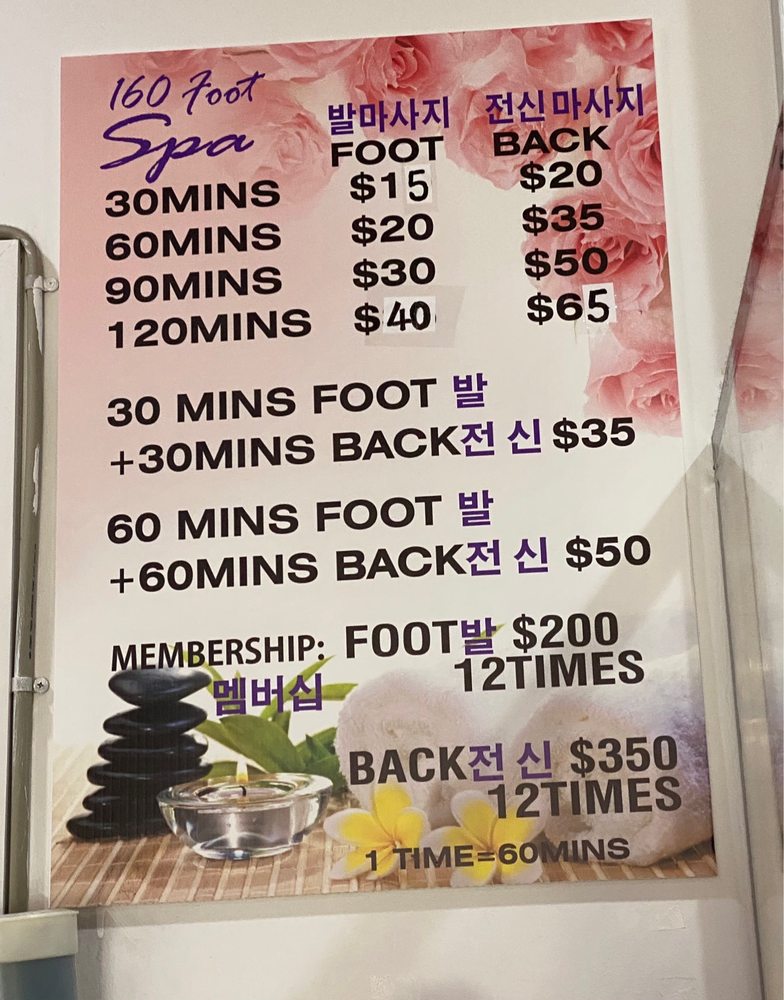 160 Foot
Spa
발마사지 전신마사지
FOOT BACK
30MINS $15 $20
60MINS $20 $35
90MINS $30 $50
120MINS $40 $65
30 MINS FOOT 발
+30MINS BACK전 신 $35
60 MINS FOOT 발
+60MINS BACK전 신 $50
MEMBERSHIP: FOOT발 $200
멤버십 12TIMES
BACK전 신 $350
12TIMES
1 TIME=60MINS